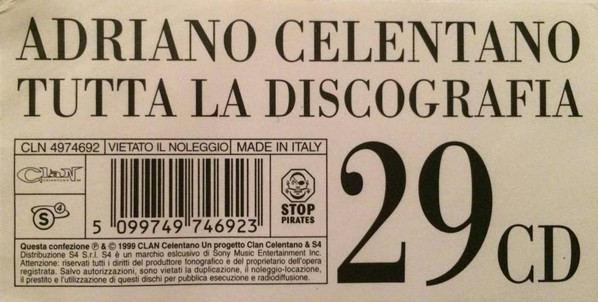 ADRIANO CELENTANO
TUTTA LA DISCOGRAFIA
CLN 4974692 VIETATO IL NOLEGGIO MADE IN ITALY
CLAN
CELENTANO
S4
5 099749 746923
STOP
PIRATES
29 CD
Questa confezione ℗ & © 1999 CLAN Celentano Un progetto Clan Celentano & S4
Distribuzione S4 S.r.l. S4 è un marchio esclusivo di Sony Music Entertainment Inc.
Attenzione: riservati tutti i diritti del produttore fonografico e del proprietario dell'opera
registrata. Salvo autorizzazioni, sono vietati la duplicazione, il noleggio-locazione,
il prestito e l'utilizzazione di questi dischi per pubblica esecuzione e radiodiffusione.